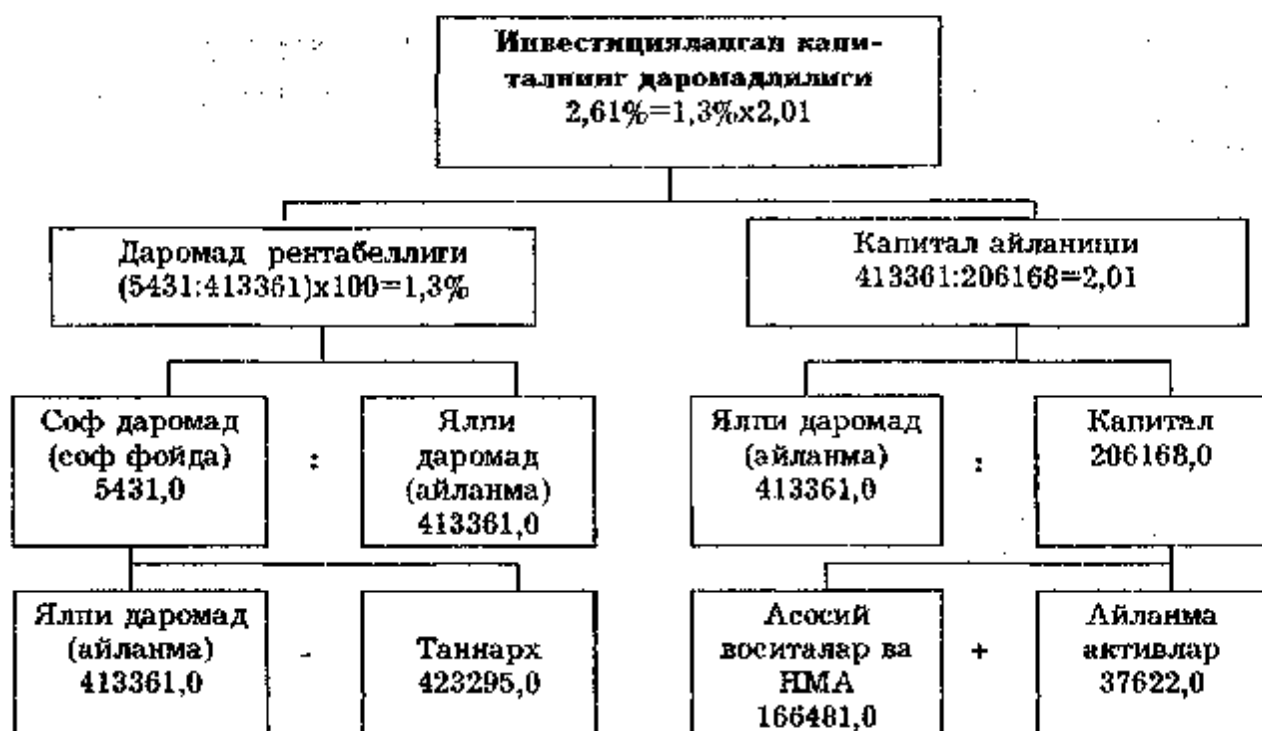 Инвестицияланган капи-
талнинг даромадлилиги
2,61%=1,3%х2,01
Даромад рентабеллиги
(5431:413361)х100=1,3%
Капитал айланиши
413361:206168=2,01
Соф даромад
(соф фойда)
5431,0
:
Ялпи
даромад
(айланма)
413361,0
Ялпи даромад
(айланма)
413361,0
:
Капитал
206168,0
Ялпи даромад
(айланма)
413361,0
-
Таннарх
423295,0
Асосий
воситалар ва
НМА
166481,0
+
Айланма
активлар
37622,0